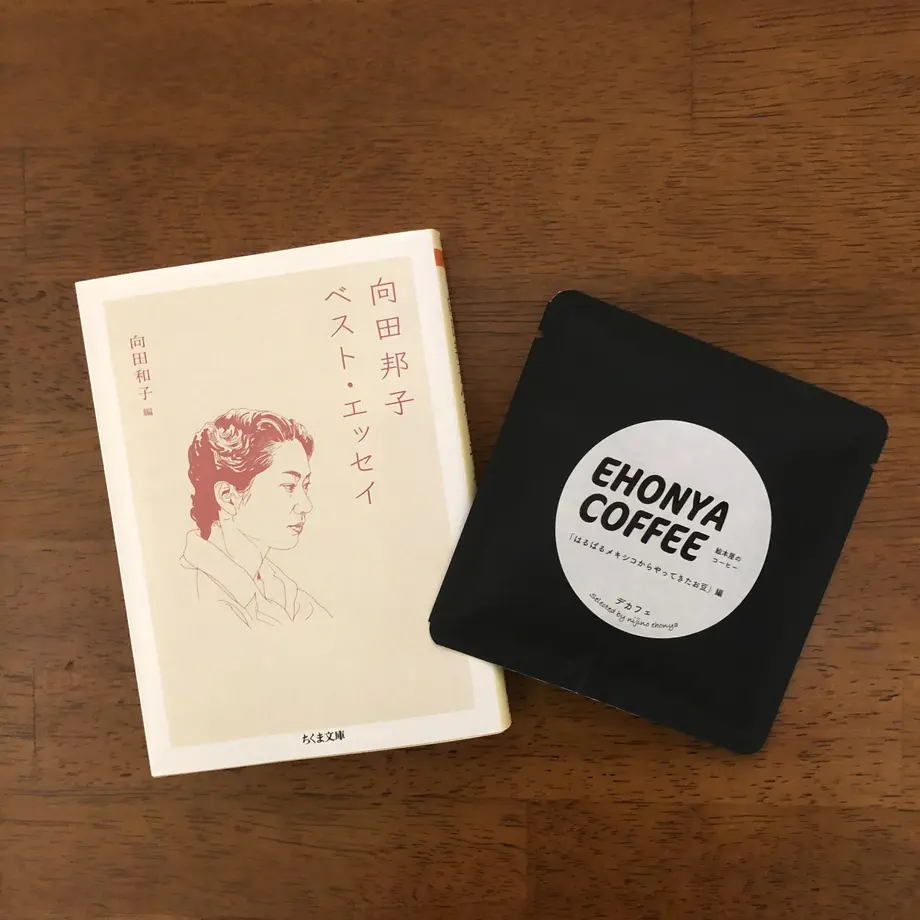 向田邦子
ベスト・エッセイ
向田和子 編
ちくま文庫
EHONYA
COFFEE
絵本屋の
コーヒー
「はるばるメキシコからやってきたお豆」編
デカフェ
Selected by nijino ehonya